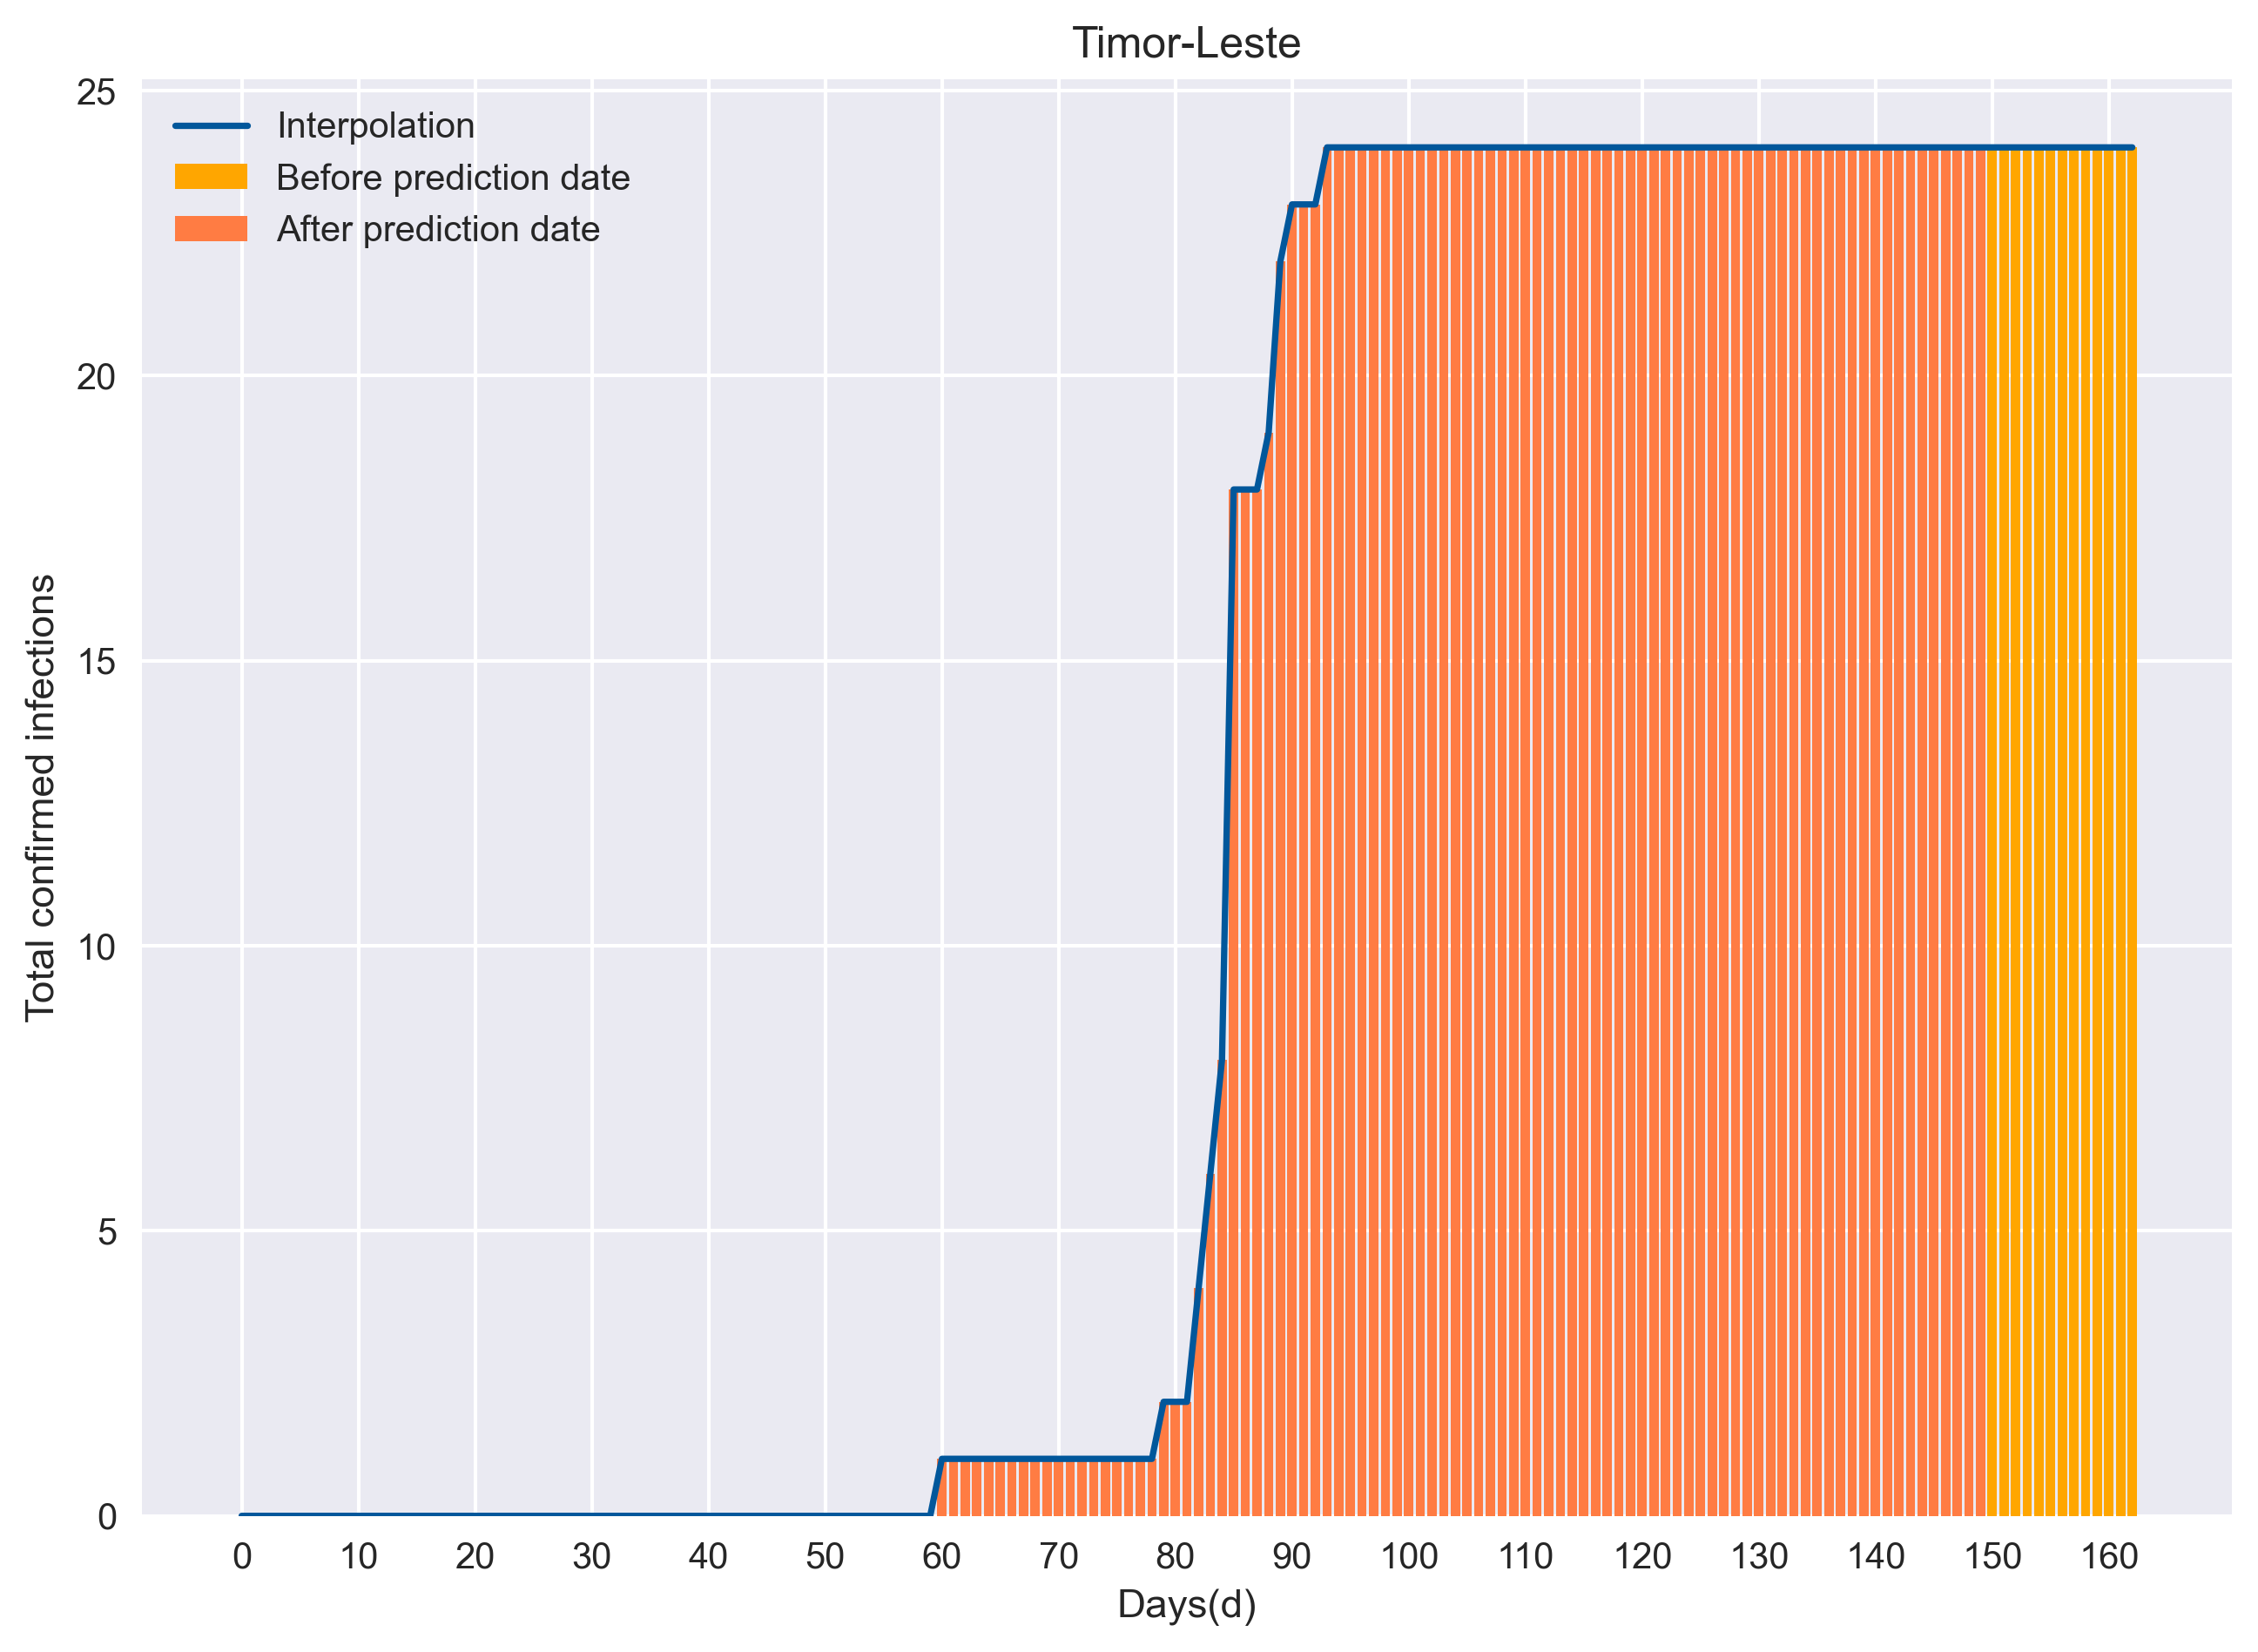 Timor-Leste
25
20
15
10
5
0
Total confirmed infections
Interpolation
Before prediction date
After prediction date
0 10 20 30 40 50 60 70 80 90 100 110 120 130 140 150 160
Days(d)